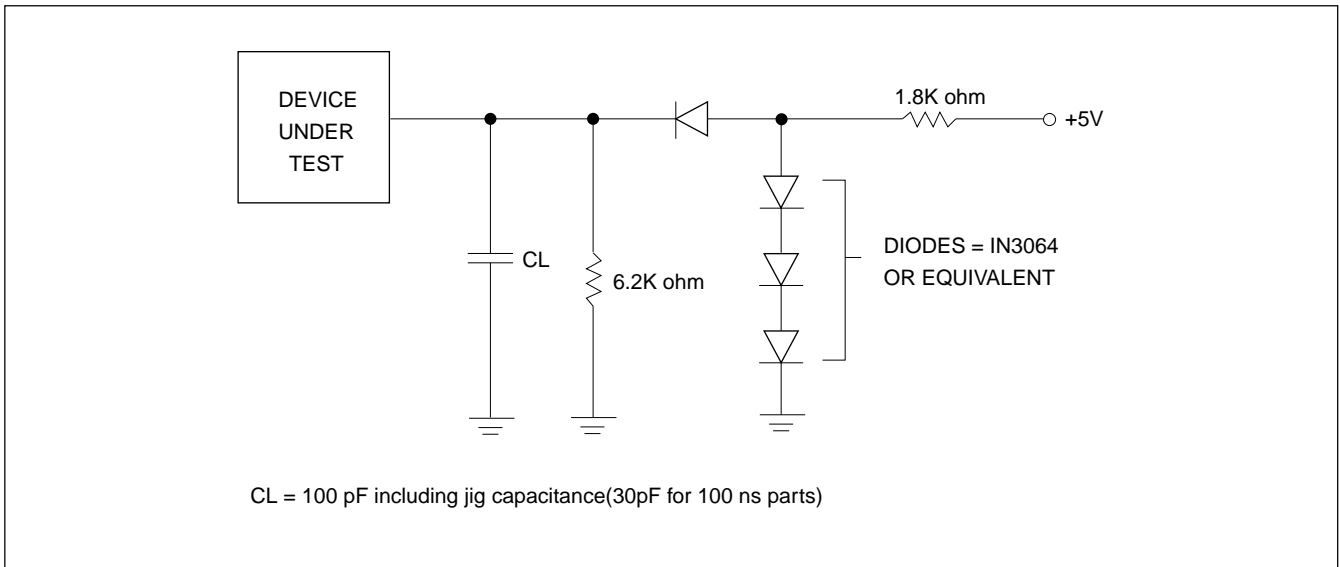 DEVICE
UNDER
TEST
1.8K ohm
+5V
CL
6.2K ohm
DIODES = IN3064
OR EQUIVALENT
CL = 100 pF including jig capacitance(30pF for 100 ns parts)